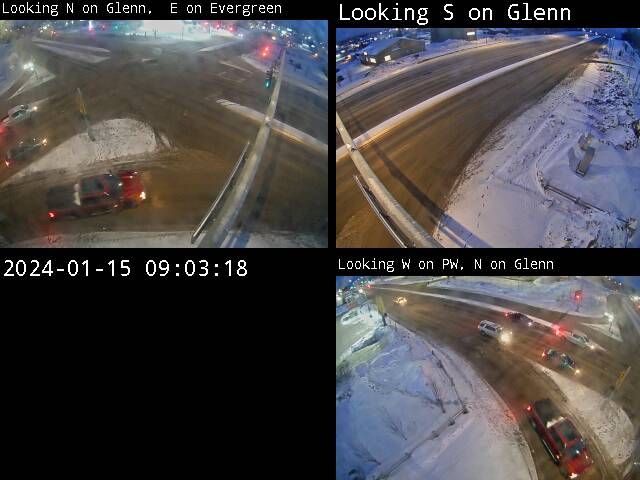 Looking N on Glenn,  E on Evergreen
Looking S on Glenn
2024-01-15 09:03:18
Looking W on PW, N on Glenn